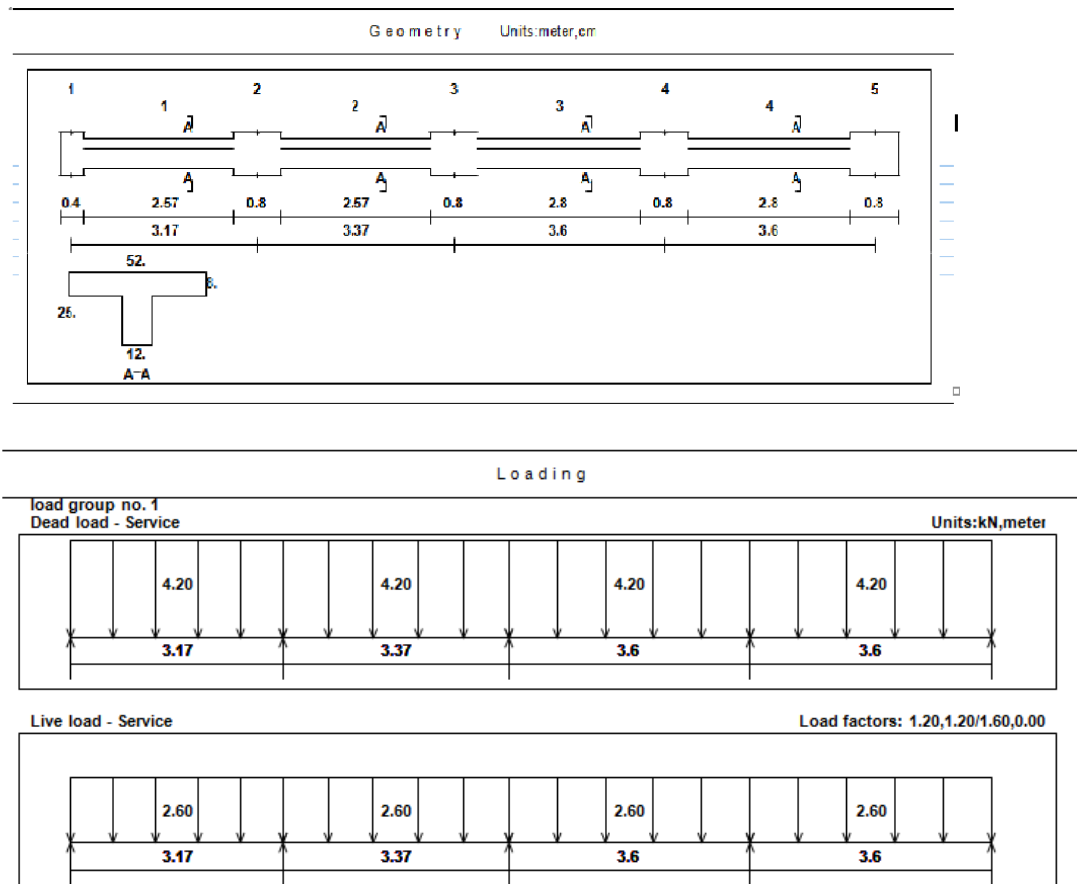 Geometry Units:meter,cm
1 2 3 4 5
1 2 3 4
A A A A
A A A A
0.4 2.57 0.8 2.57 0.8 2.8 0.8 2.8 0.8
3.17 3.37 3.6 3.6
52.
8.
25.
12.
A-A
Loading
load group no. 1
Dead load - Service Units:kN,meter
4.20 4.20 4.20 4.20
3.17 3.37 3.6 3.6
Live load - Service Load factors: 1.20,1.20/1.60,0.00
2.60 2.60 2.60 2.60
3.17 3.37 3.6 3.6